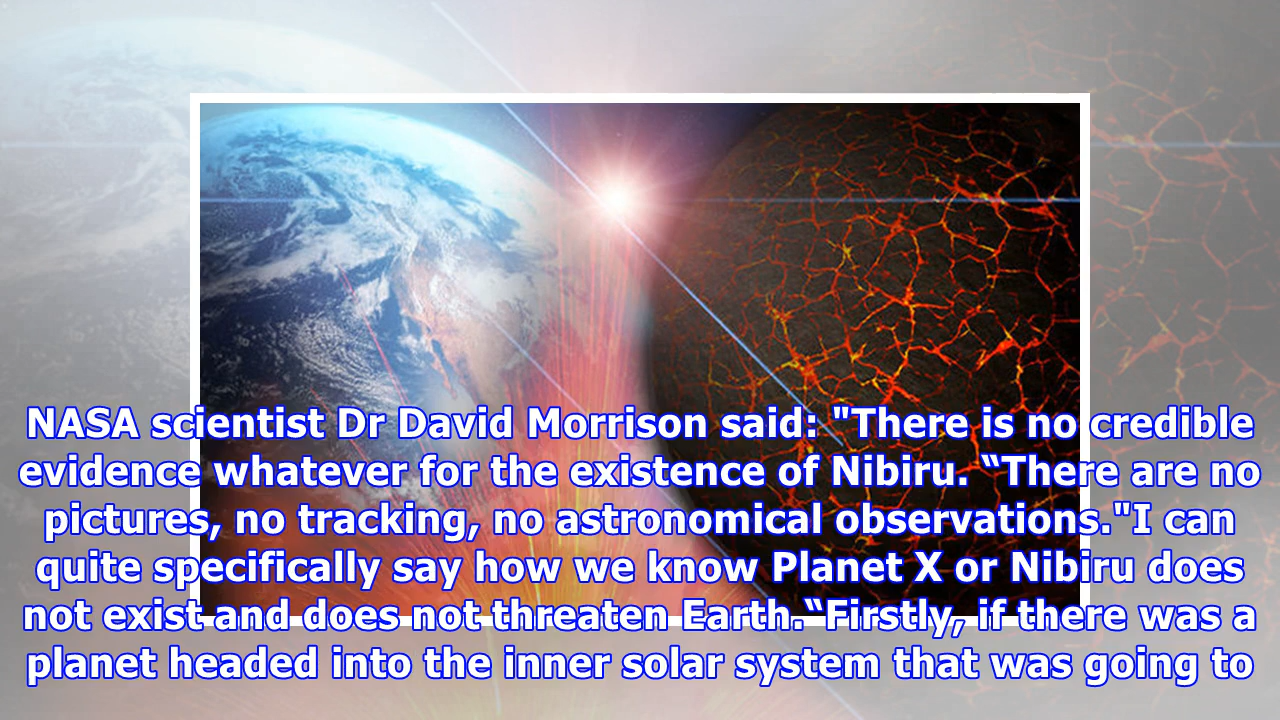 NASA scientist Dr David Morrison said: "There is no credible
evidence whatever for the existence of Nibiru. “There are no
pictures, no tracking, no astronomical observations."I can
quite specifically say how we know Planet X or Nibiru does
not exist and does not threaten Earth.“Firstly, if there was a
planet headed into the inner solar system that was going to